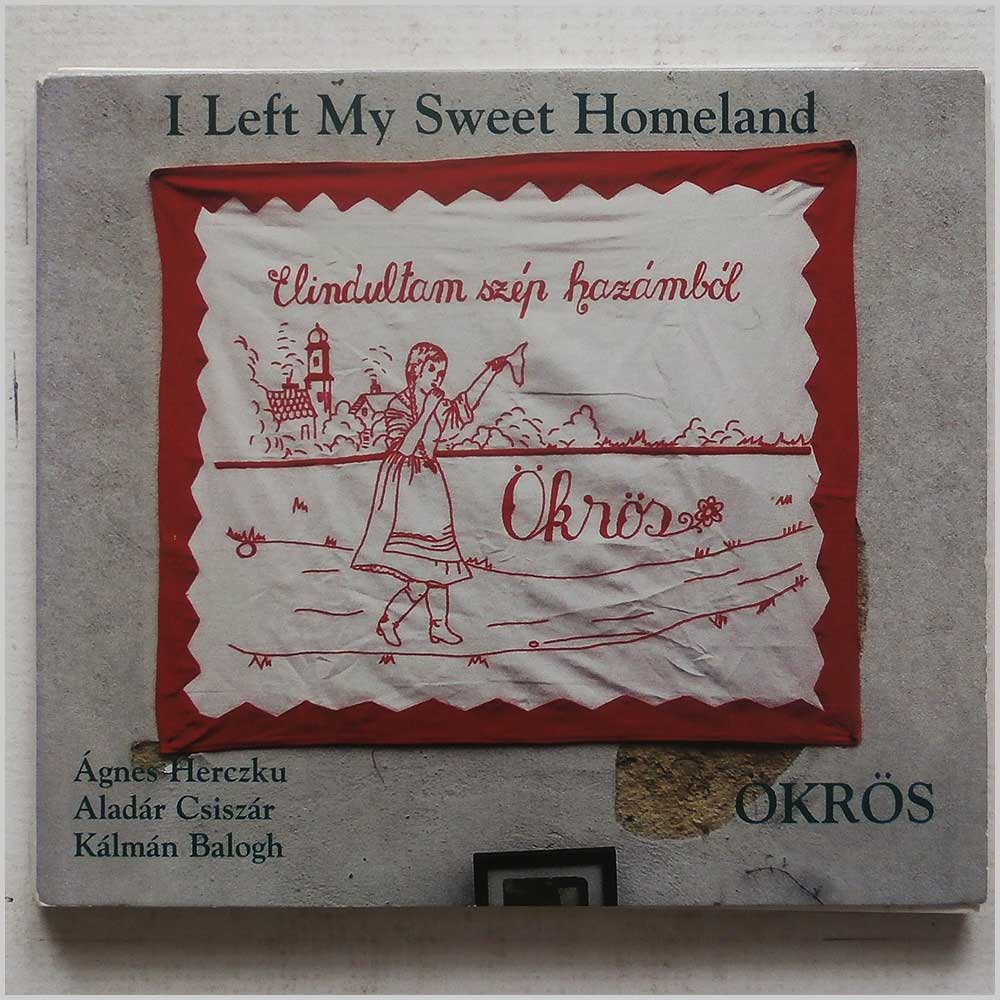 I Left My Sweet Homeland
Elindultam szép hazámból
Ökrös
Ágnes Herczku
Aladár Csiszár
Kálmán Balogh
ÖKRÖS